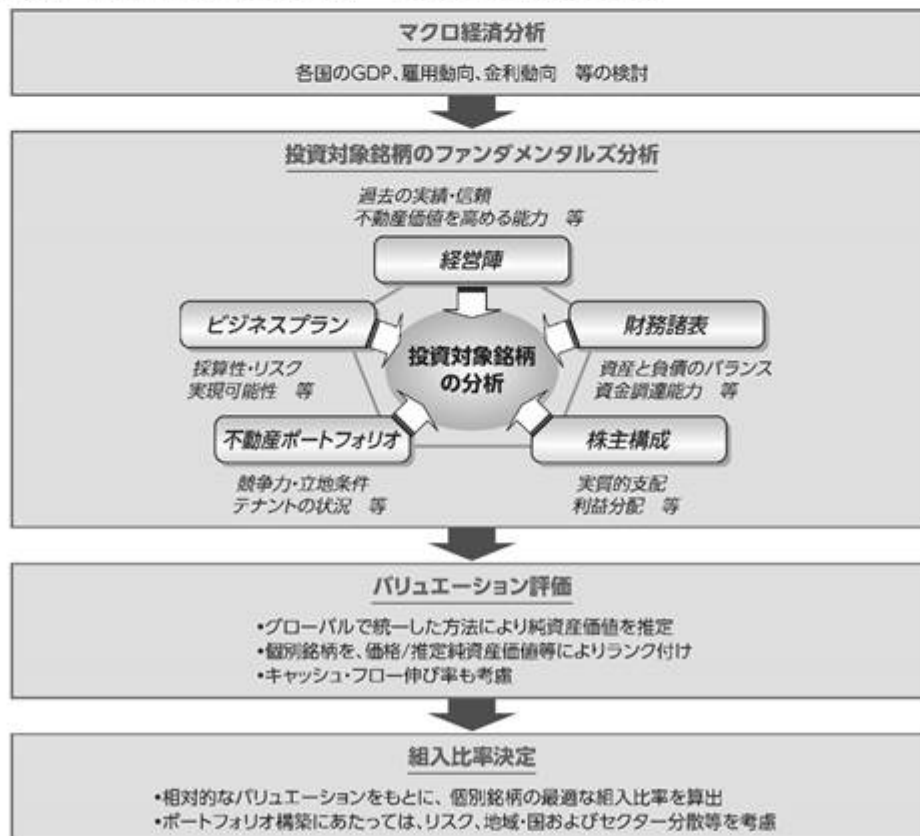 マクロ経済分析
各国のGDP、雇用動向、金利動向　等の検討
投資対象銘柄のファンダメンタルズ分析
過去の実績・信頼
不動産価値を高める能力　等
経営陣
ビジネスプラン
採算性・リスク
実現可能性　等
財務諸表
資産と負債のバランス
資金調達能力　等
投資対象銘柄
の分析
不動産ポートフォリオ
競争力・立地条件
テナントの状況　等
株主構成
実質的支配
利益分配　等
バリュエーション評価
•グローバルで統一した方法により純資産価値を推定
•個別銘柄を、価格/推定純資産価値等によりランク付け
•キャッシュ・フロー伸び率も考慮
組入比率決定
•相対的なバリュエーションをもとに、個別銘柄の最適な組入比率を算出
•ポートフォリオ構築にあたっては、リスク、地域・国およびセクター分散等を考慮